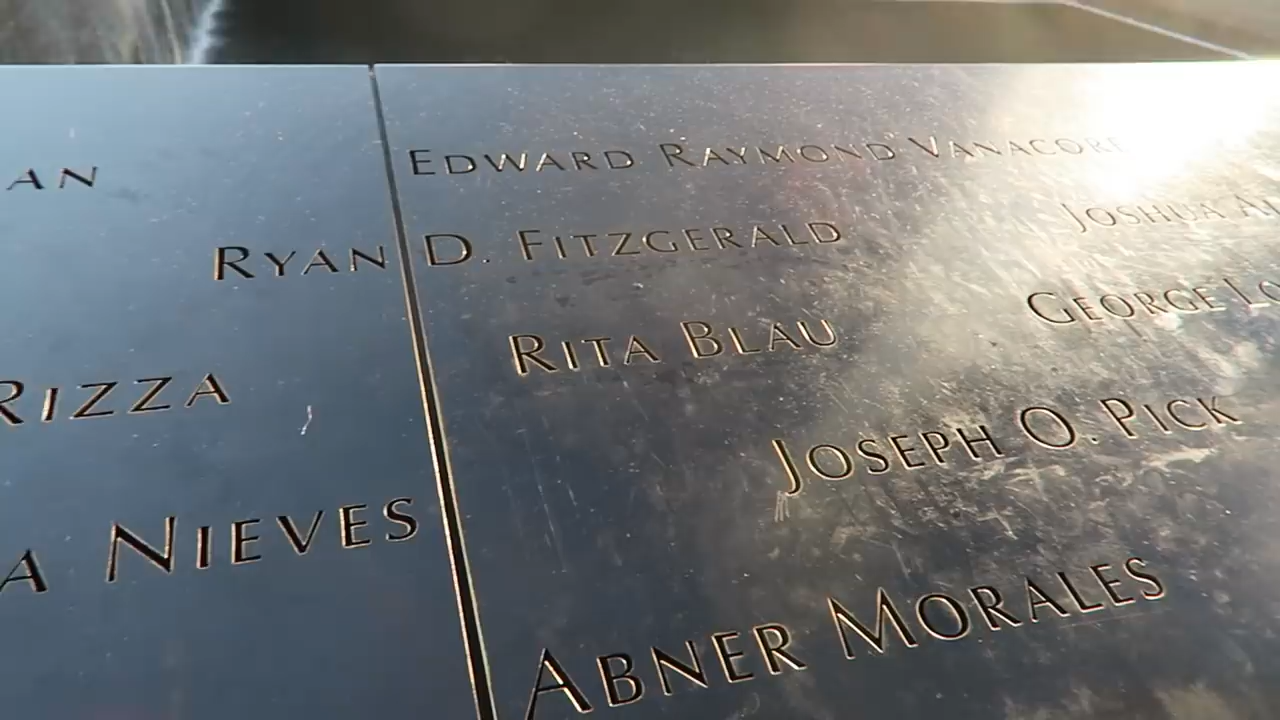 AN
EDWARD RAYMOND VANACORE
JOSHUA
RYAN D. FITZGERALD
GEORGE
RITA BLAU
RIZZA
JOSEPH O. PICK
NIEVES
ABNER MORALES